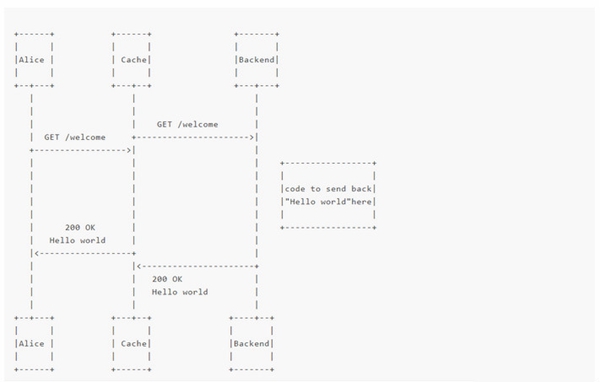 Alice Cache Backend
GET /welcome
GET /welcome
code to send back
"Hello world"here
200 OK
Hello world
200 OK
Hello world
Alice Cache Backend